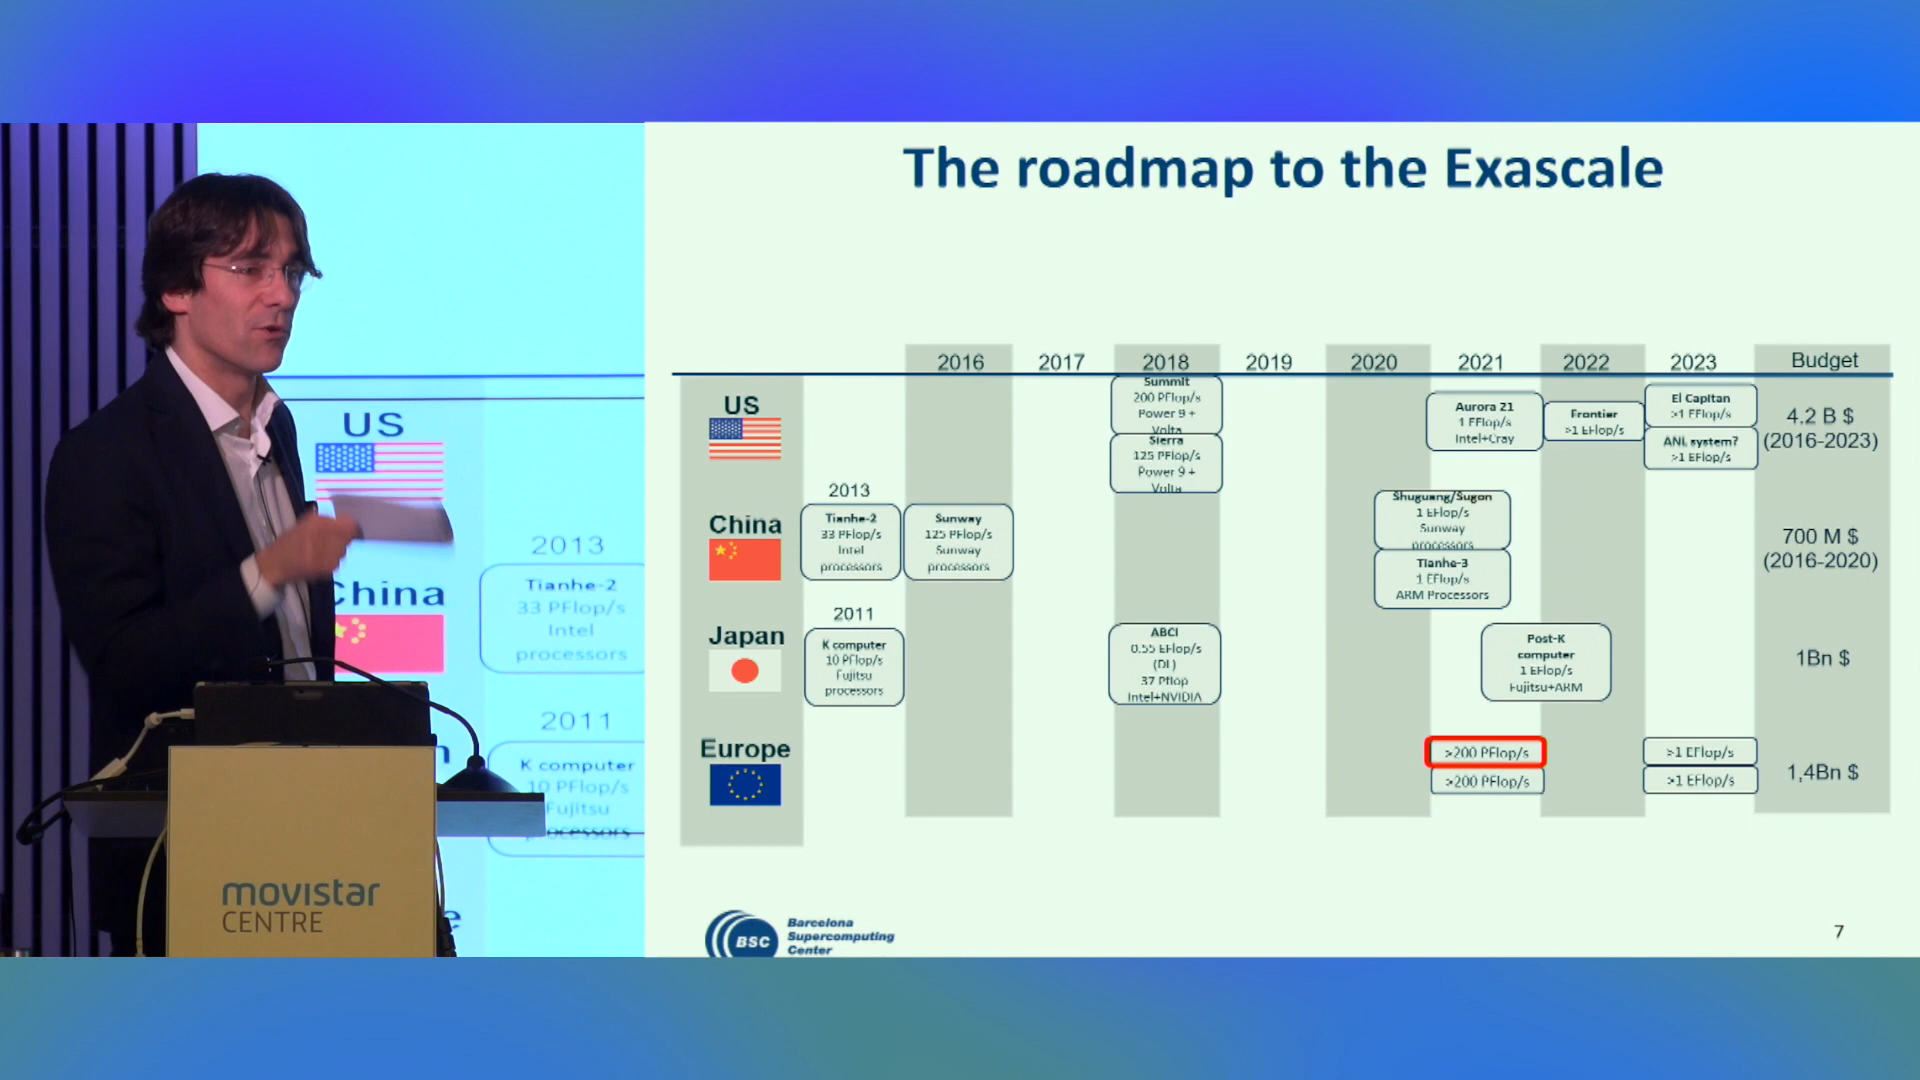 The roadmap to the Exascale
2016 2017 2018 2019 2020 2021 2022 2023 Budget
US
Summit
200 PFlop/s
Power 9 +
Volta
Sierra
125 PFlop/s
Power 9 +
Volta
Aurora 21
1 EFlop/s
Intel+Cray
Frontier
>1 EFlop/s
El Capitan
>1 EFlop/s
ANL system?
>1 EFlop/s
4.2 B $
(2016-2023)
China
2013
Tianhe-2
33 PFlop/s
Intel
processors
Sunway
125 PFlop/s
Sunway
processors
Shuguang/Sugon
1 EFlop/s
Sunway
processors
Tianhe-3
1 EFlop/s
ARM Processors
700 M $
(2016-2020)
Japan
2011
K computer
10 PFlop/s
Fujitsu
processors
ABCI
0.55 EFlop/s
(DL)
37 Pflop
Intel+NVIDIA
Post-K
computer
1 EFlop/s
Fujitsu+ARM
1Bn $
Europe
>200 PFlop/s
>200 PFlop/s
>1 EFlop/s
>1 EFlop/s
1,4Bn $
BSC
Barcelona
Supercomputing
Center
7
US
2013
China
Tianhe-2
33 PFlop/s
Intel
processors
2011
K computer
10 PFlop/s
Fujitsu
processors
movistar
CENTRE